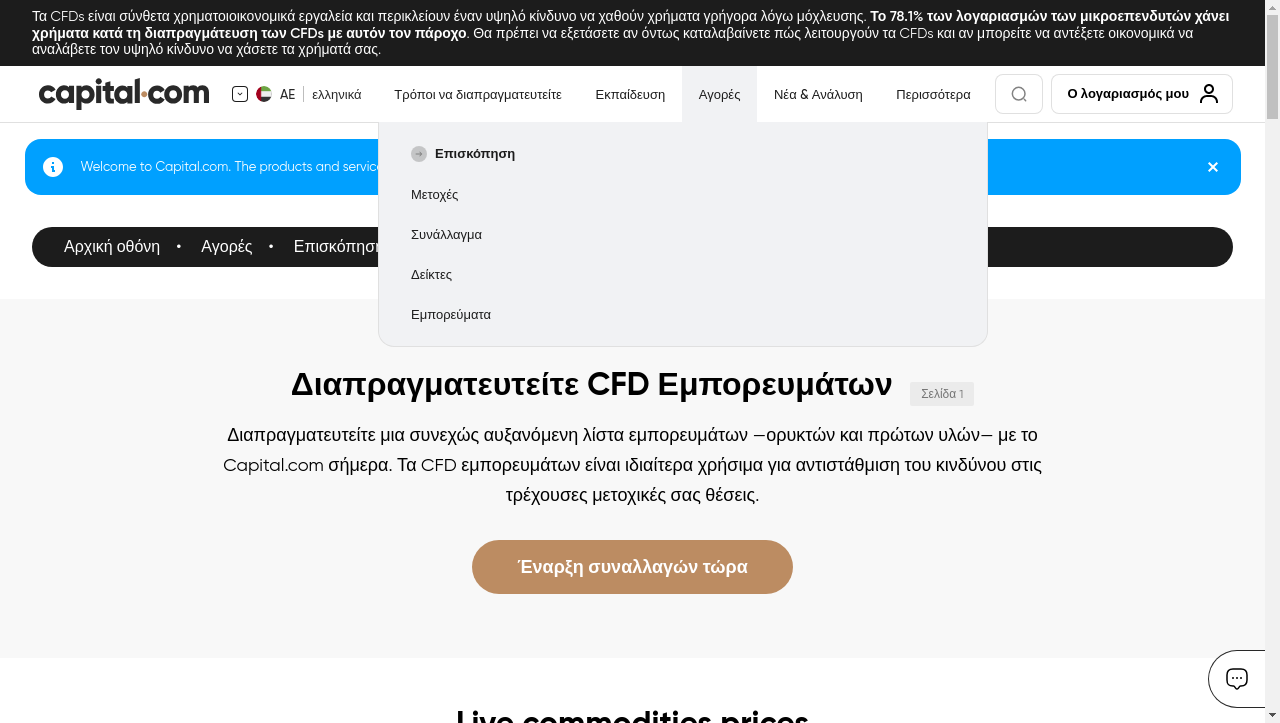 Τα CFDs είναι σύνθετα χρηματοιοικονομικά εργαλεία και περικλείουν έναν υψηλό κίνδυνο να χαθούν χρήματα γρήγορα λόγω μόχλευσης. Το 78.1% των λογαριασμών των μικροεπενδυτών χάνει
χρήματα κατά τη διαπραγμάτευση των CFDs με αυτόν τον πάροχο. Θα πρέπει να εξετάσετε αν όντως καταλαβαίνετε πώς λειτουργούν τα CFDs και αν μπορείτε να αντέξετε οικονομικά να
αναλάβετε τον υψηλό κίνδυνο να χάσετε τα χρήματά σας.
capital.com AE ελληνικά Τρόποι να διαπραγματευτείτε Εκπαίδευση Αγορές Νέα & Ανάλυση Περισσότερα Ο λογαριασμός μου
Επισκόπηση
Welcome to Capital.com. The products and service
Μετοχές
Συνάλλαγμα
Αρχική οθόνη • Αγορές • Επισκόπηση
Δείκτες
Εμπορεύματα
Διαπραγματευτείτε CFD Εμπορευμάτων Σελίδα 1
Διαπραγματευτείτε μια συνεχώς αυξανόμενη λίστα εμπορευμάτων —ορυκτών και πρώτων υλών— με το
Capital.com σήμερα. Τα CFD εμπορευμάτων είναι ιδιαίτερα χρήσιμα για αντιστάθμιση του κινδύνου στις
τρέχουσες μετοχικές σας θέσεις.
Έναρξη συναλλαγών τώρα
Live commodities prices